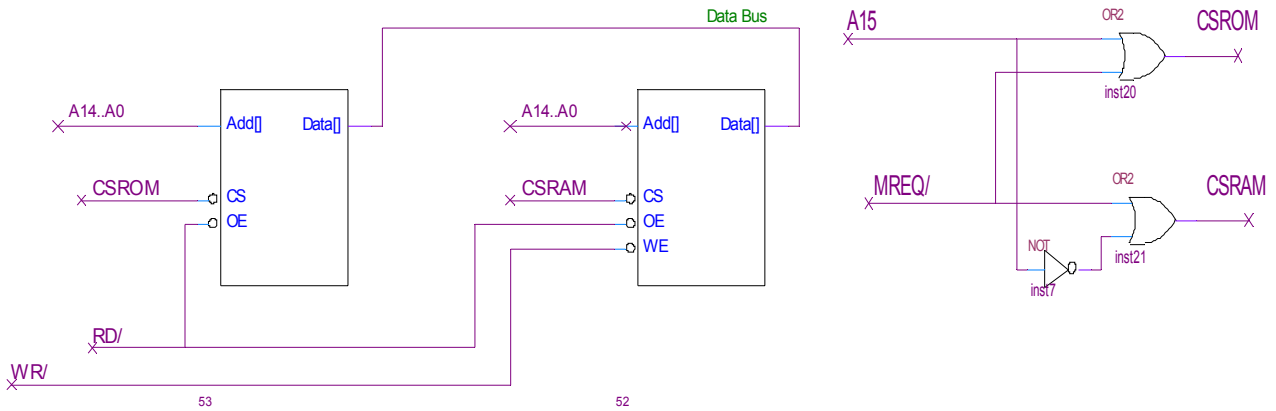 Data Bus
A14..A0
Add[]
Data[]
CSROM
CS
OE
RD/
WR/
53
A14..A0
Add[]
Data[]
CSRAM
CS
OE
WE
52
A15
OR2
CSROM
inst20
MREQ/
OR2
CSRAM
inst21
NOT
inst7